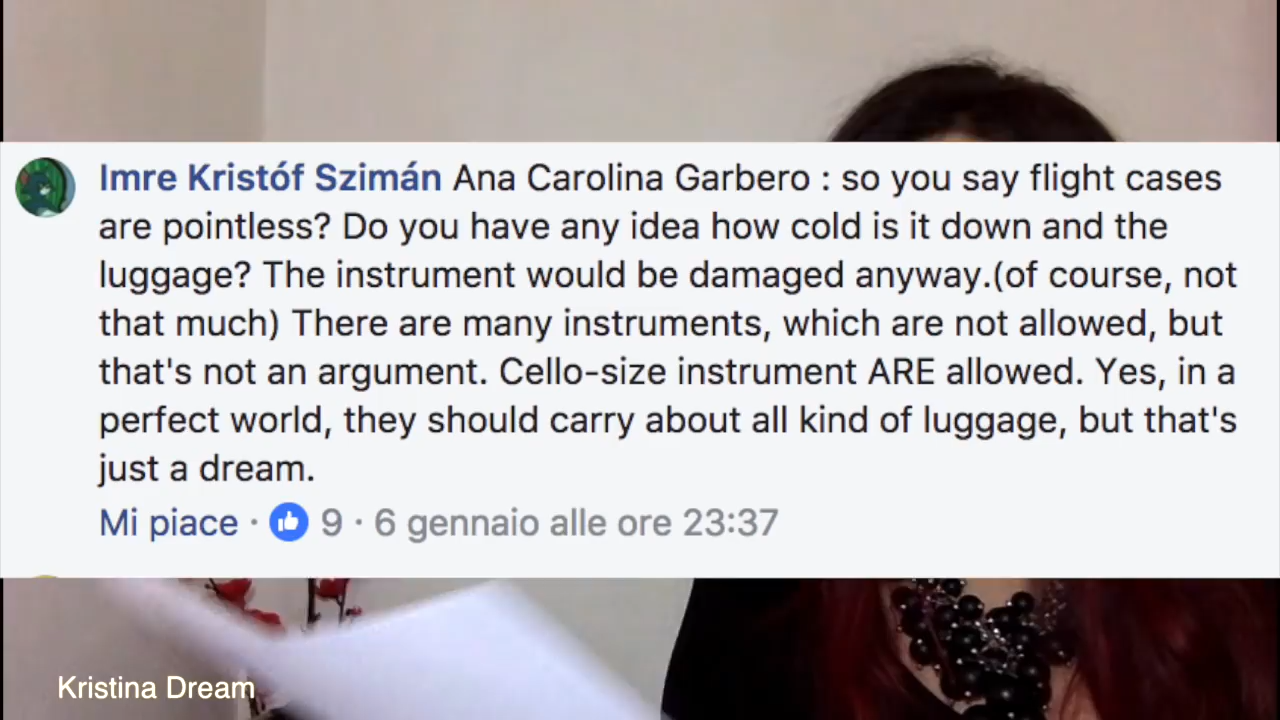 Imre Kristóf Szimán Ana Carolina Garbero : so you say flight cases
are pointless? Do you have any idea how cold is it down and the
luggage? The instrument would be damaged anyway.(of course, not
that much) There are many instruments, which are not allowed, but
that's not an argument. Cello-size instrument ARE allowed. Yes, in a
perfect world, they should carry about all kind of luggage, but that's
just a dream.
Mi piace · 9 · 6 gennaio alle ore 23:37
Kristina Dream